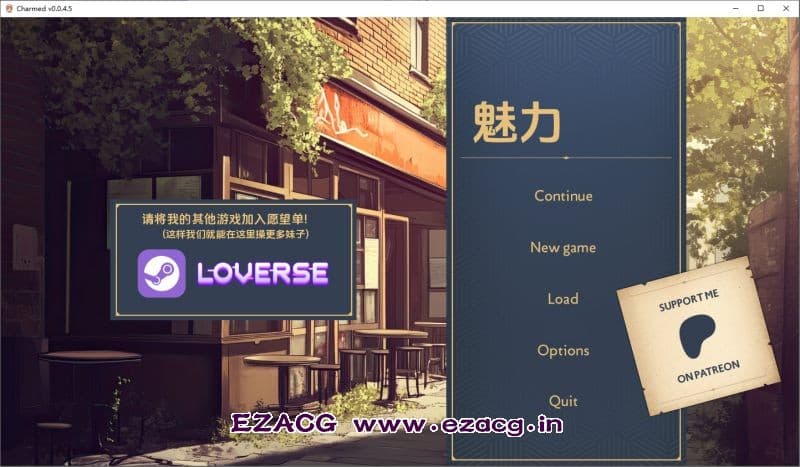 Charmed v0.0.4.5
魅力
请将我的其他游戏加入愿望单!
(这样我们就能在这里操更多妹子)
LOVERSE
Continue
New game
Load
Options
Quit
SUPPORT ME
ON PATREON
EZACG www.ezacg.in